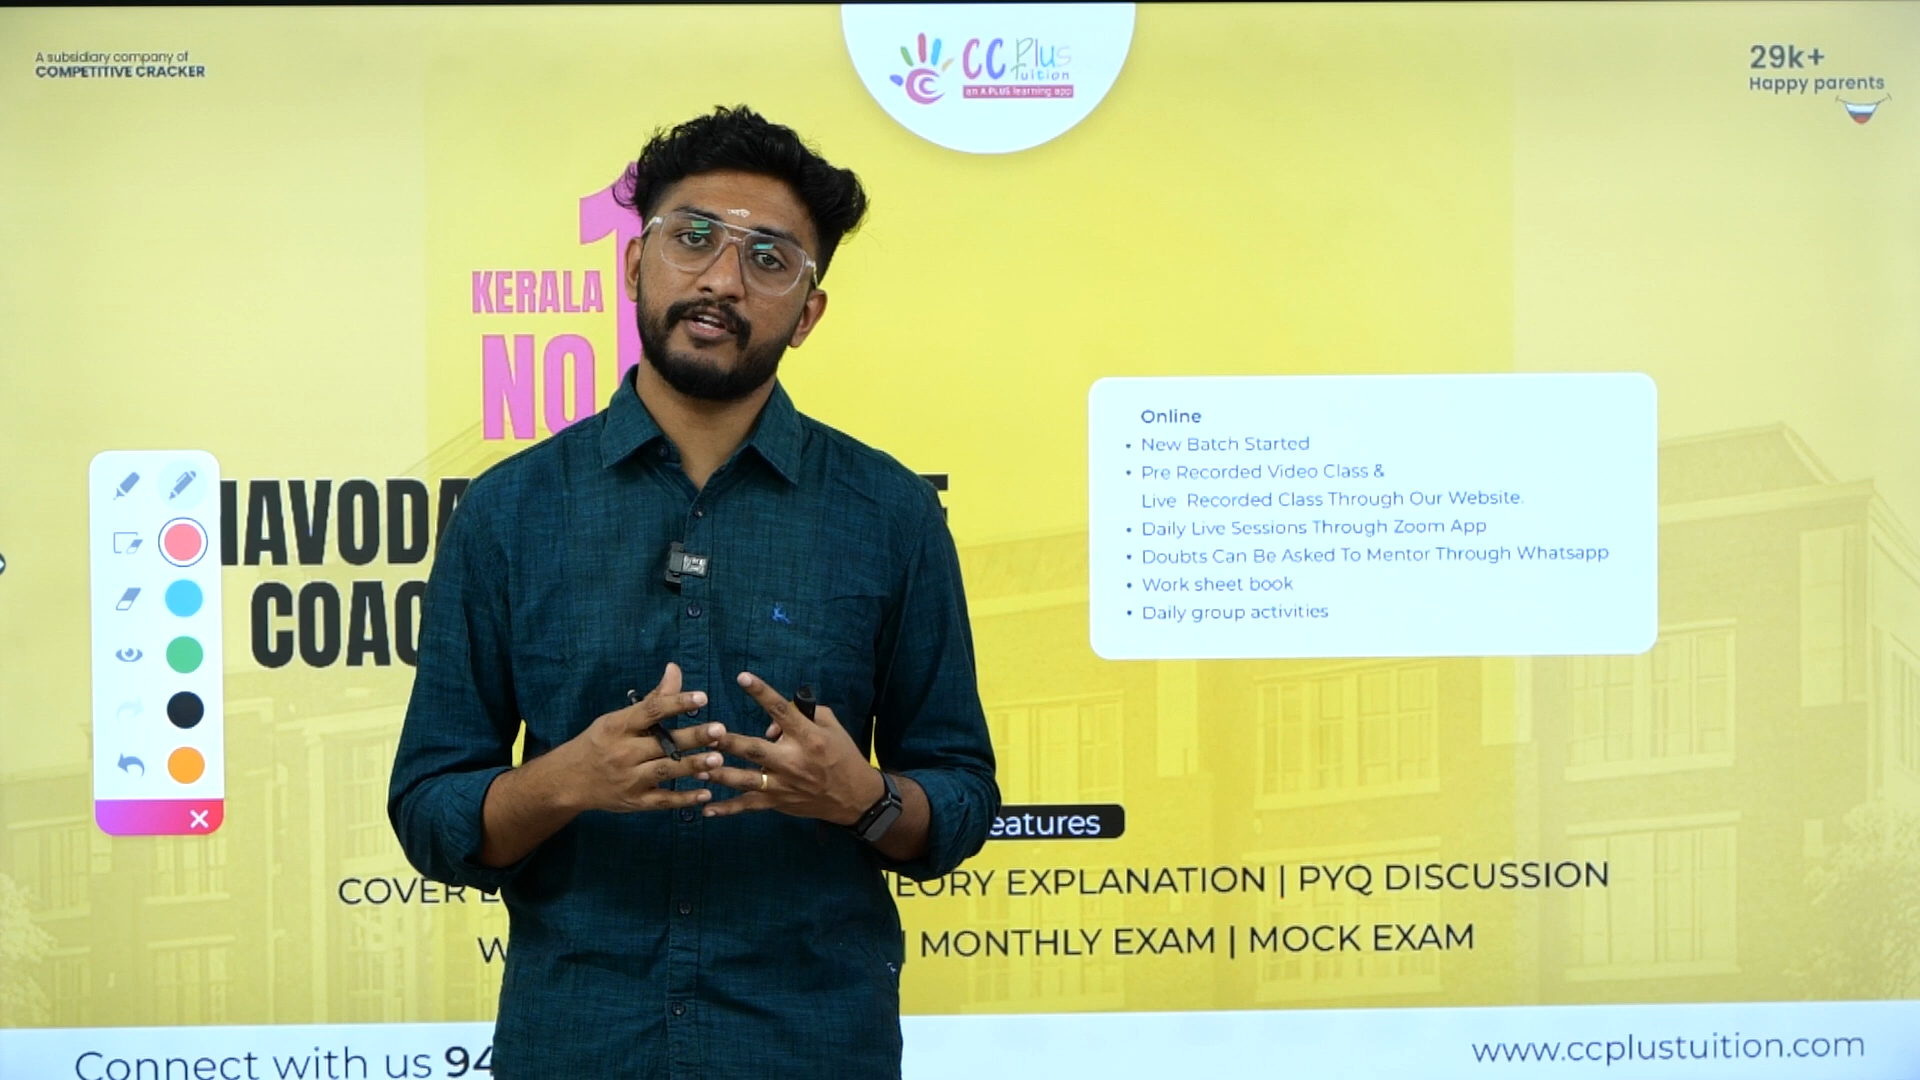 A subsidiary company of
COMPETITIVE CRACKER
CC Plus
Tuition
an A PLUS learning app
29k+
Happy parents
1
KERALA
NO
Online
• New Batch Started
• Pre Recorded Video Class &
Live Recorded Class Through Our Website.
• Daily Live Sessions Through Zoom App
• Doubts Can Be Asked To Mentor Through Whatsapp
• Work sheet book
• Daily group activities
COVER
EXPLANATION | PYQ DISCUSSION
| MONTHLY EXAM | MOCK EXAM
Connect with us 94
www.ccplustuition.com